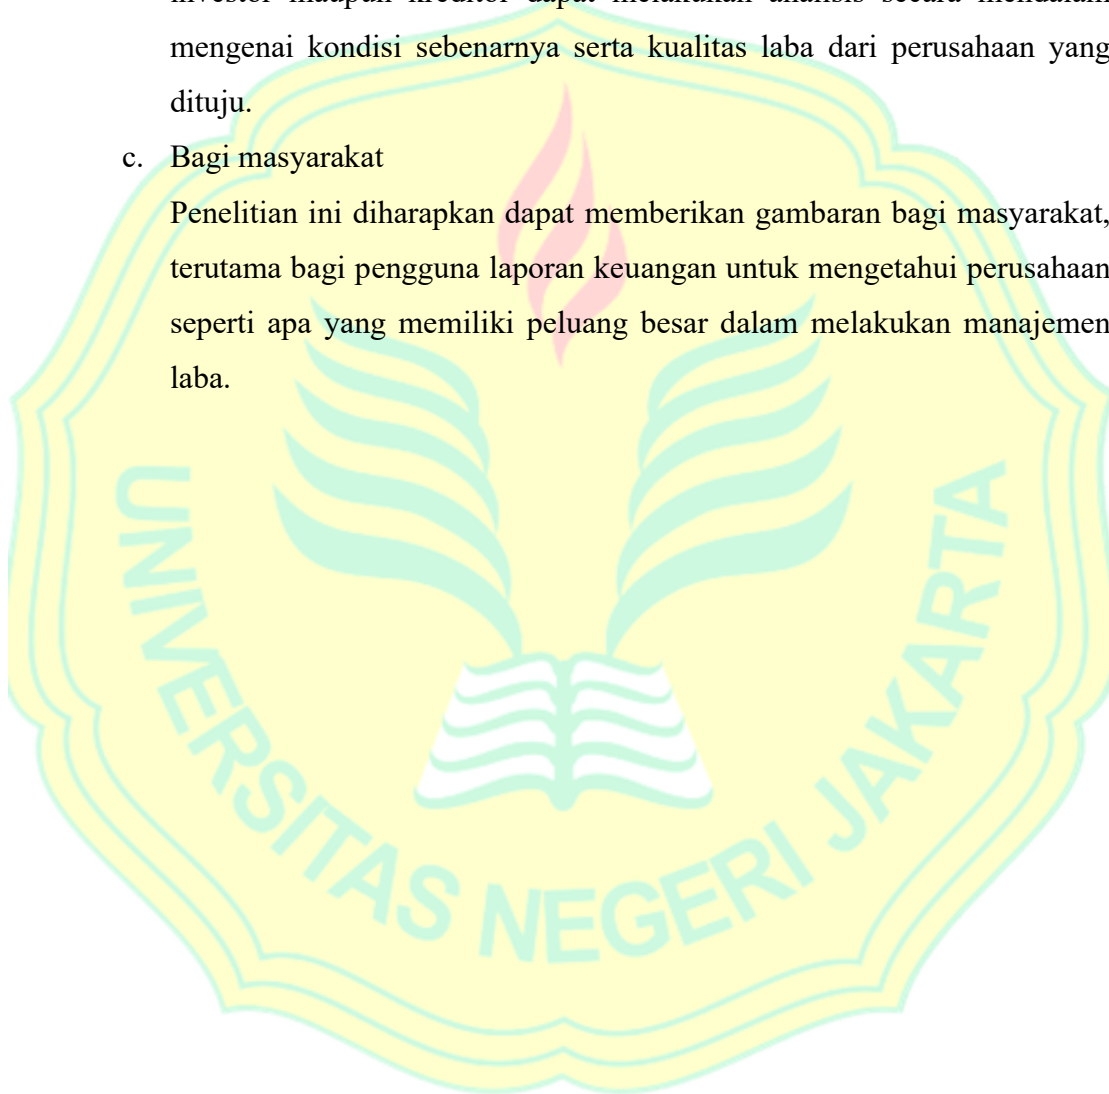 investor maupun kreditor dapat melakukan analisis secara mendalam
mengenai kondisi sebenarnya serta kualitas laba dari perusahaan yang
dituju.
c. Bagi masyarakat
Penelitian ini diharapkan dapat memberikan gambaran bagi masyarakat,
terutama bagi pengguna laporan keuangan untuk mengetahui perusahaan
seperti apa yang memiliki peluang besar dalam melakukan manajemen
laba.
UNIVERSITAS NEGERI JAKARTA